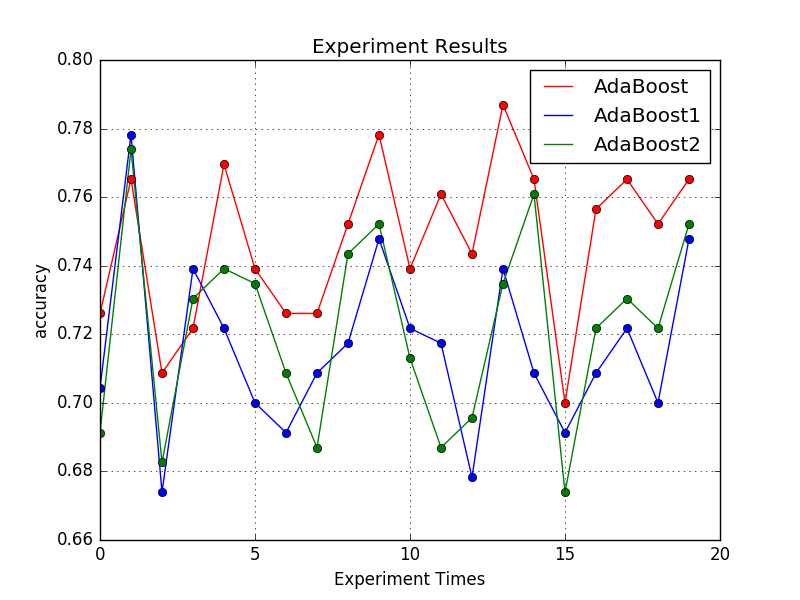 Experiment Results
AdaBoost
AdaBoost1
AdaBoost2
accuracy
0.80
0.78
0.76
0.74
0.72
0.70
0.68
0.66
0 5 10 15 20
Experiment Times